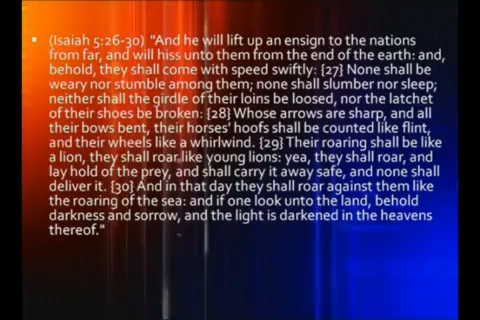 (Isaiah 5:26-30) "And he will lift up an ensign to the nations
from far, and will hiss unto them from the end of the earth: and,
behold, they shall come with speed swiftly: {27} None shall be
weary nor stumble among them; none shall slumber nor sleep;
neither shall the girdle of their loins be loosed, nor the latchet
of their shoes be broken: {28} Whose arrows are sharp, and all
their bows bent, their horses' hoofs shall be counted like flint,
and their wheels like a whirlwind. {29} Their roaring shall be like
a lion, they shall roar like young lions: yea, they shall roar, and
lay hold of the prey, and shall carry it away safe, and none shall
deliver it. {30} And in that day they shall roar against them like
the roaring of the sea: and if one look unto the land, behold
darkness and sorrow, and the light is darkened in the heavens
thereof."